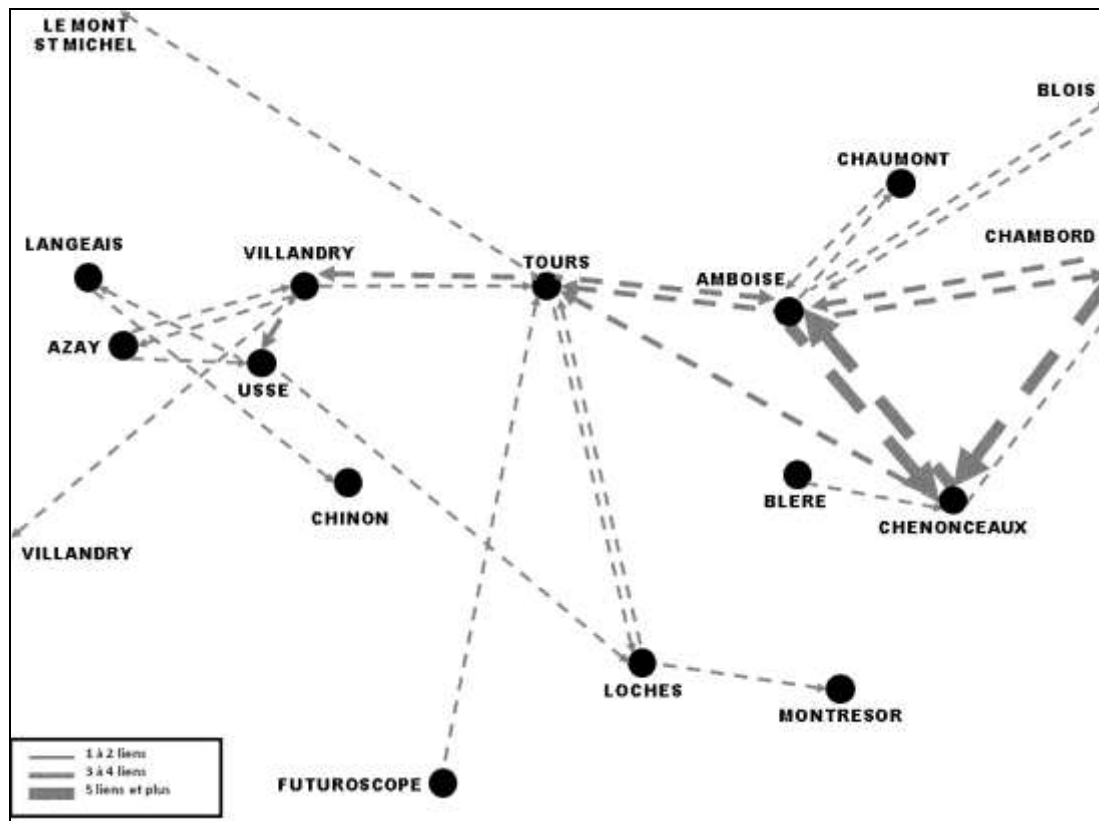 LE MONT
ST MICHEL
BLOIS
CHAUMONT
LANGEAIS
VILLANDRY
TOURS
CHAMBORD
AMBOISE
AZAY
USSE
CHINON
BLERE
CHENONCEAUX
VILLANDRY
LOCHES
MONTRESOR
FUTUROSCOPE
1 à 2 liens
3 à 4 liens
5 liens et plus